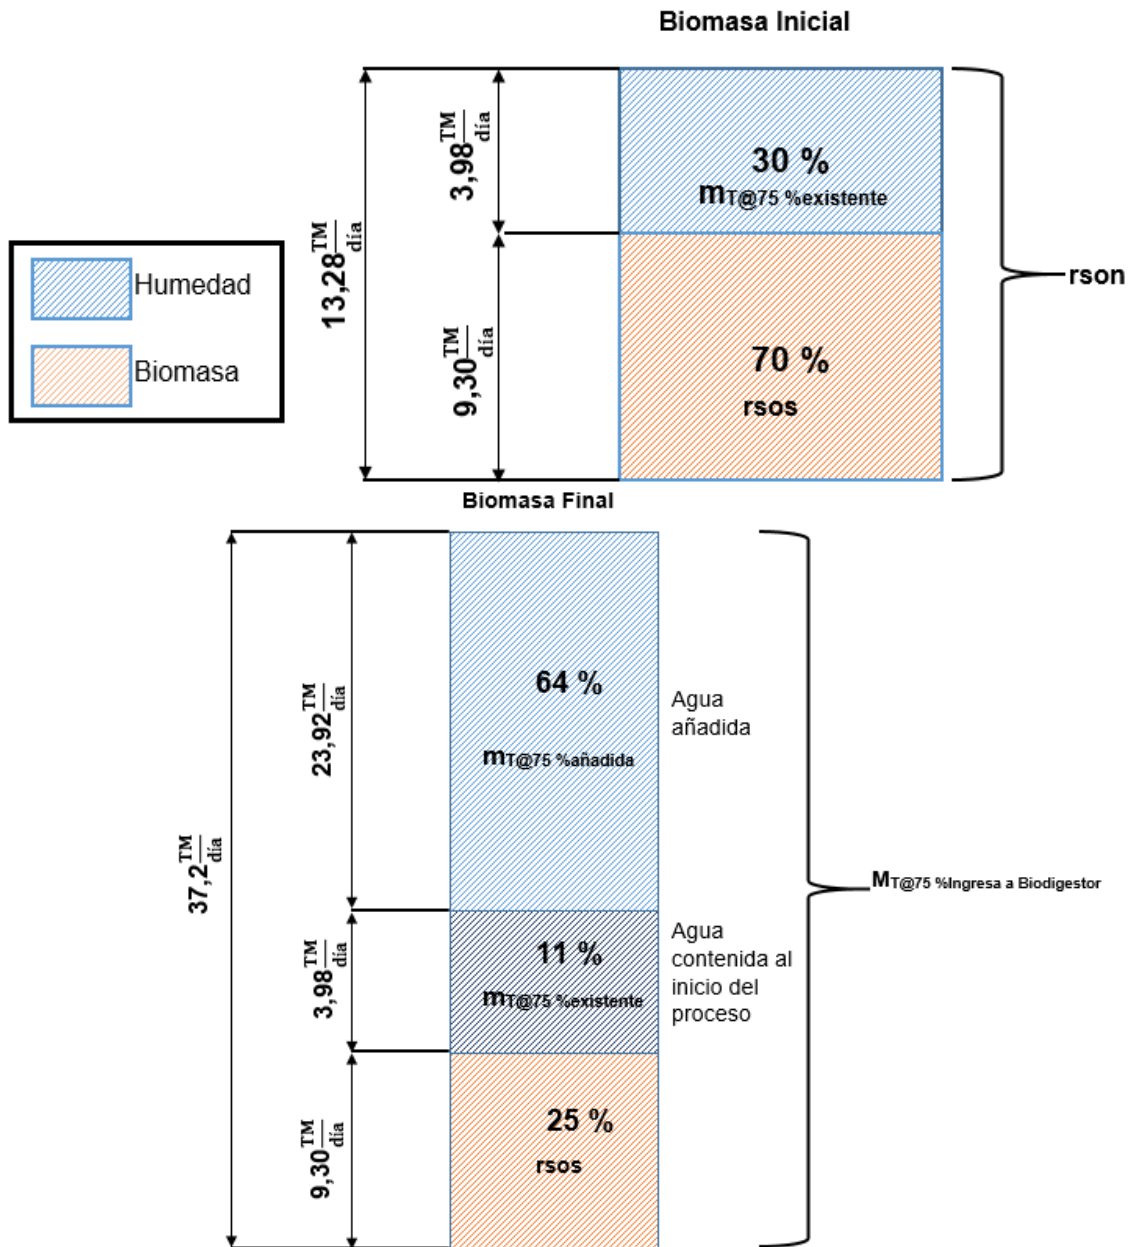 Biomasa Inicial
3,98 TM/día
30 %
mT@75 %existente
13,28 TM/día
Humedad
rson
9,30 TM/día
70 %
rsos
Biomasa
Biomasa Final
64 %
Agua
añadida
23,92 TM/día
mT@75 %añadida
37,2 TM/día
MT@75 %Ingresa a Biodigestor
3,98 TM/día
11 %
mT@75 %existente
Agua
contenida al
inicio del
proceso
9,30 TM/día
25 %
rsos